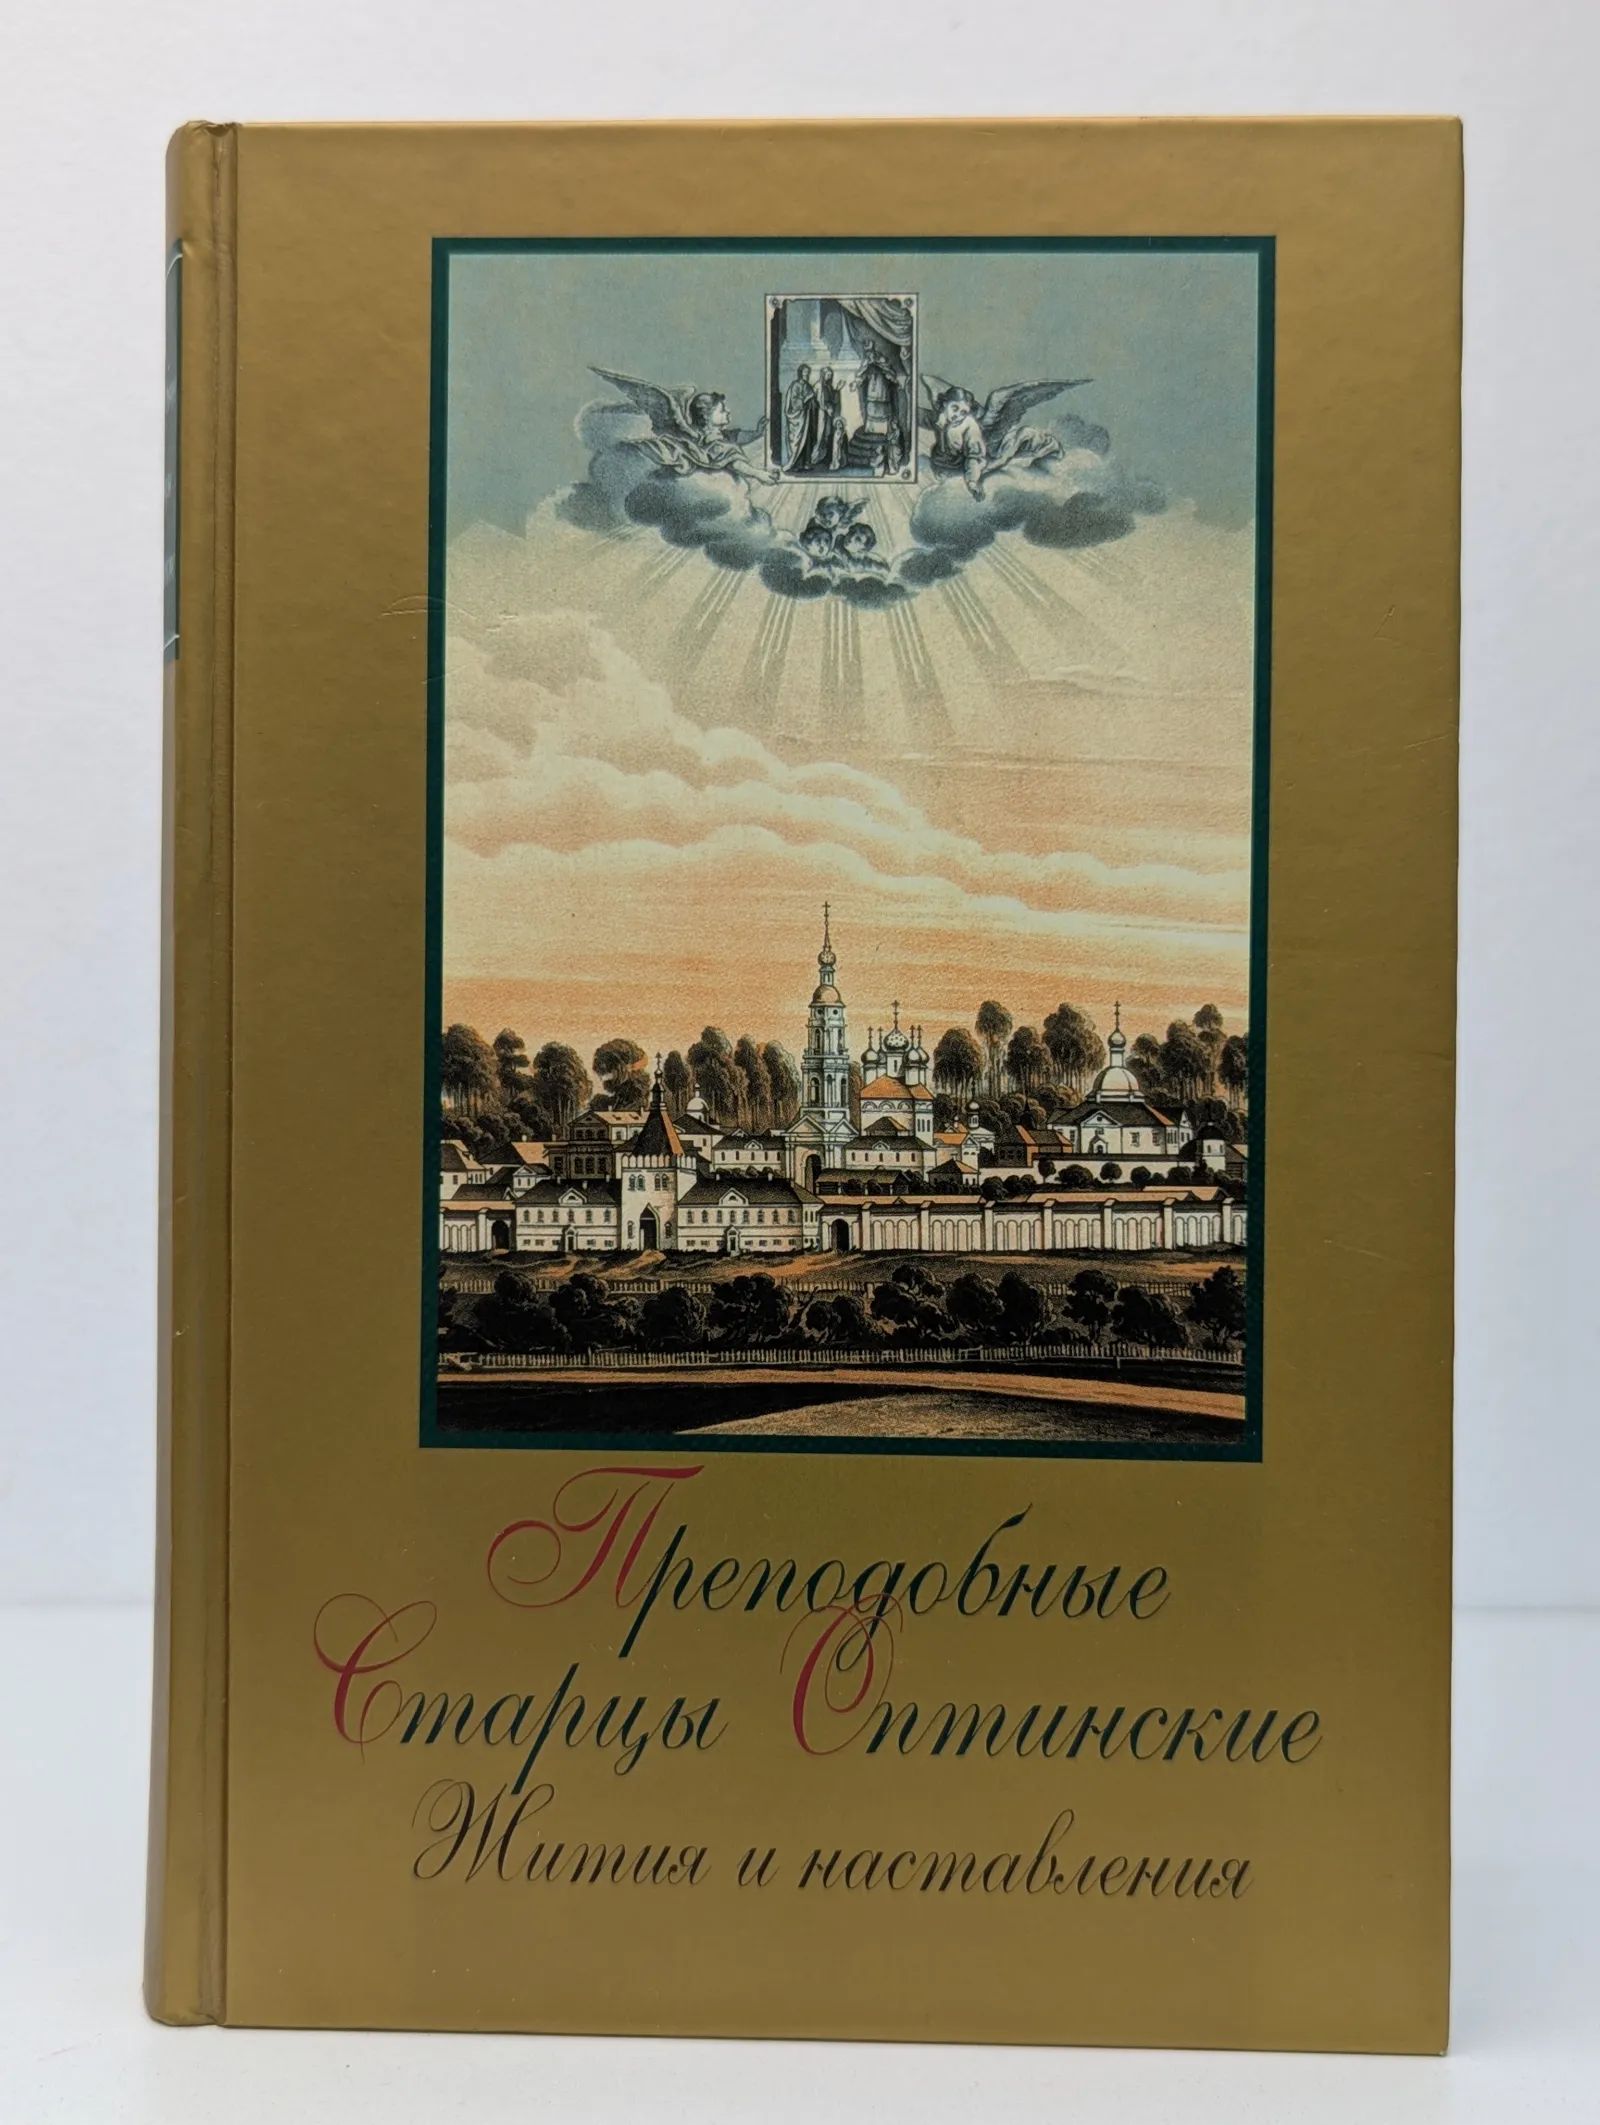 Преподобные
Старцы Оптинские
Жития и наставления